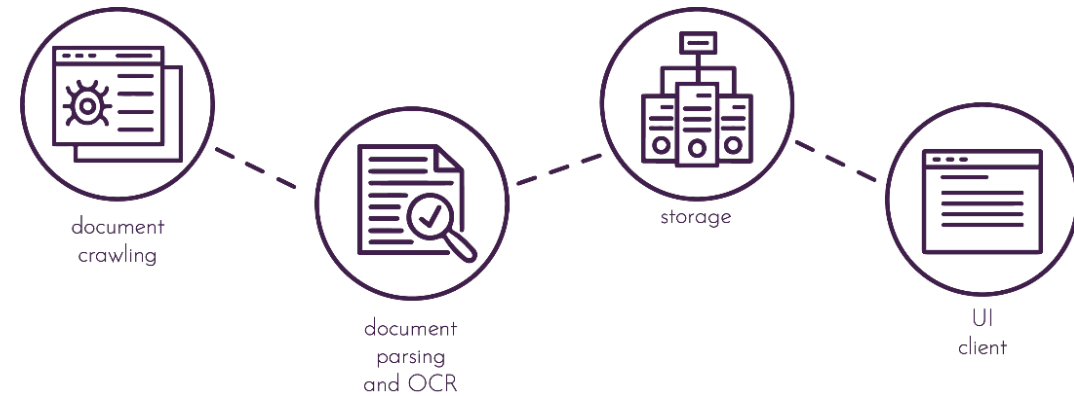 document
crawling
document
parsing
and OCR
storage
UI
client